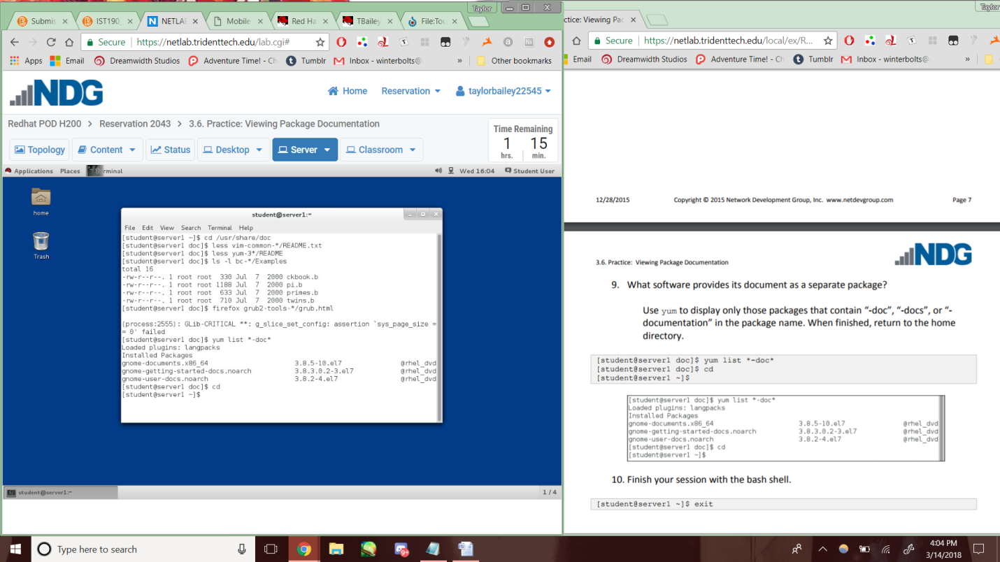 Taylor
Submis
IST190_
NETLAB
Mobile
Red Ha
TBailey
File:Tou
Secure
https://netlab.tridenttech.edu/lab.cgi#
Apps
Email
Dreamwidth Studios
Adventure Time! - Ch
Tumblr
Inbox - winterbolts@
»
Other bookmarks
NDG
Home
Reservation
taylorbailey22545
Redhat POD H200 > Reservation 2043 > 3.6. Practice: Viewing Package Documentation
Topology
Content
Status
Desktop
Server
Classroom
Time Remaining
1 15
hrs. min.
Applications Places Terminal
Wed 16:04 Student User
home
Trash
student@server1:~
File Edit View Search Terminal Help
[student@server1 ~]$ cd /usr/share/doc
[student@server1 doc]$ less vim-common-*/README.txt
[student@server1 doc]$ less yum-3*/README
[student@server1 doc]$ ls -l bc-*/Examples
total 16
-rw-r--r--. 1 root root  330 Jul  7  2000 ckbook.b
-rw-r--r--. 1 root root 1188 Jul  7  2000 pi.b
-rw-r--r--. 1 root root  633 Jul  7  2000 primes.b
-rw-r--r--. 1 root root  710 Jul  7  2000 twins.b
[student@server1 doc]$ firefox grub2-tools-*/grub.html
(process:2555): GLib-CRITICAL **: g_slice_set_config: assertion `sys_page_size =
= 0' failed
[student@server1 doc]$ yum list *-doc*
Loaded plugins: langpacks
Installed Packages
gnome-documents.x86_64 3.8.5-10.el7 @rhel_dvd
gnome-getting-started-docs.noarch 3.8.3.0.2-3.el7 @rhel_dvd
gnome-user-docs.noarch 3.8.2-4.el7 @rhel_dvd
[student@server1 doc]$ cd
[student@server1 ~]$
student@server1:~
1 / 4
Taylor
ctice: Viewing Pac
Secure
https://netlab.tridenttech.edu/local/ex/R...
Email
Dreamwidth Studios
Adventure Time! - Ch
Tumblr
Inbox - winterbolts@
»
12/28/2015 Copyright © 2015 Network Development Group, Inc. www.netdevgroup.com Page 7
NDG
3.6. Practice: Viewing Package Documentation
9. What software provides its document as a separate package?
Use yum to display only those packages that contain “-doc”, “-docs”, or “-
documentation” in the package name. When finished, return to the home
directory.
[student@server1 doc]$ yum list *-doc*
[student@server1 doc]$ cd
[student@server1 ~]$
[student@server1 doc]$ yum list *-doc*
Loaded plugins: langpacks
Installed Packages
gnome-documents.x86_64 3.8.5-10.el7 @rhel_dvd
gnome-getting-started-docs.noarch 3.8.3.0.2-3.el7 @rhel_dvd
gnome-user-docs.noarch 3.8.2-4.el7 @rhel_dvd
[student@server1 doc]$ cd
[student@server1 ~]$
10. Finish your session with the bash shell.
[student@server1 ~]$ exit
Type here to search
9+
4:04 PM
3/14/2018